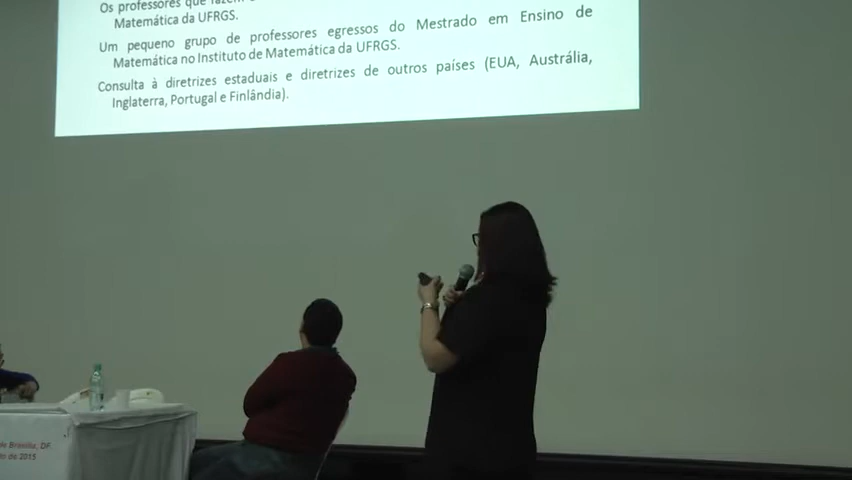 Os professores que fazem
Matemática da UFRGS.
Um pequeno grupo de professores egressos do Mestrado em Ensino de
Matemática no Instituto de Matemática da UFRGS.
Consulta à diretrizes estaduais e diretrizes de outros países (EUA, Austrália,
Inglaterra, Portugal e Finlândia).
de Brasília, DF
de 2015